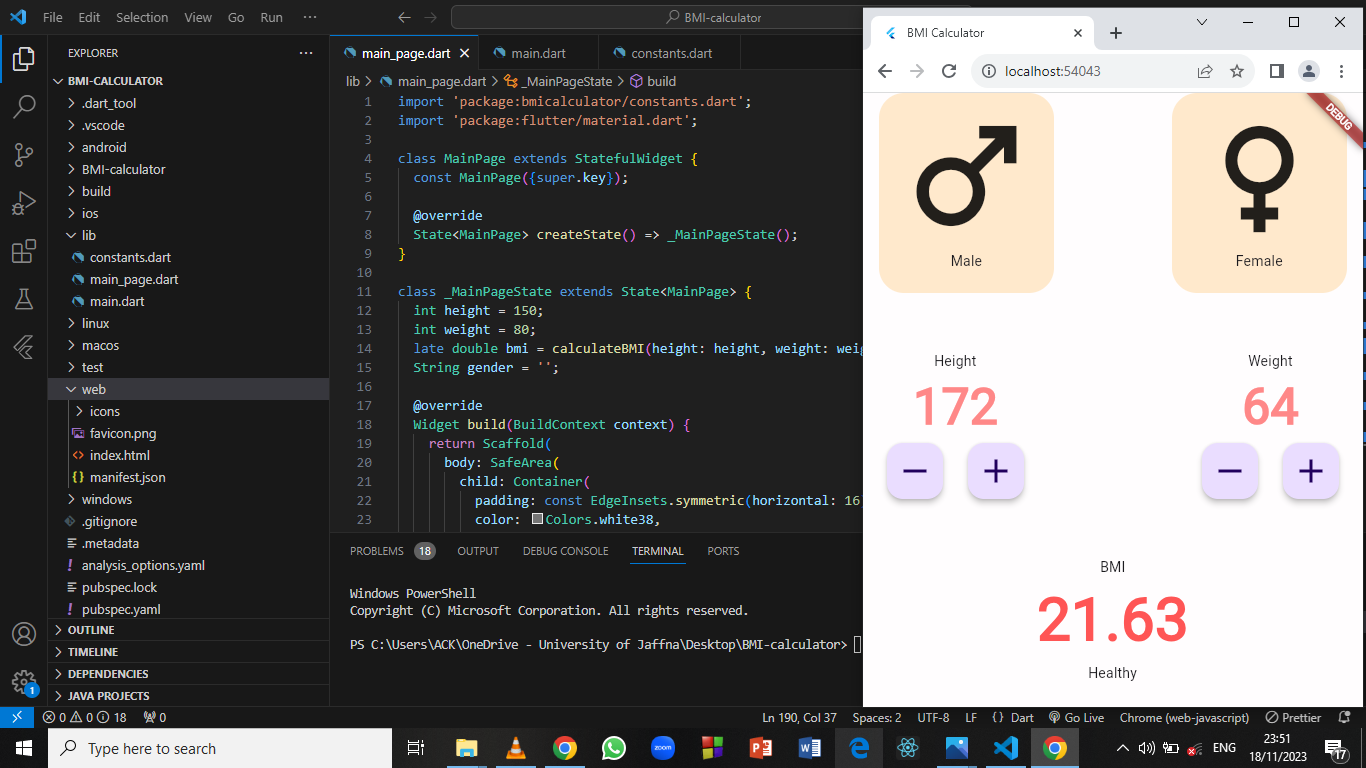 File Edit Selection View Go Run ···
BMI-calculator
EXPLORER
BMI-CALCULATOR
.dart_tool
.vscode
android
BMI-calculator
build
ios
lib
constants.dart
main_page.dart
main.dart
linux
macos
test
web
icons
favicon.png
index.html
manifest.json
windows
.gitignore
.metadata
analysis_options.yaml
pubspec.lock
pubspec.yaml
OUTLINE
TIMELINE
DEPENDENCIES
JAVA PROJECTS
main_page.dart main.dart constants.dart
lib > main_page.dart > _MainPageState > build
1 import 'package:bmicalculator/constants.dart';
2 import 'package:flutter/material.dart';
3
4 class MainPage extends StatefulWidget {
5 const MainPage({super.key});
6
7 @override
8 State<MainPage> createState() => _MainPageState();
9 }
10
11 class _MainPageState extends State<MainPage> {
12 int height = 150;
13 int weight = 80;
14 late double bmi = calculateBMI(height: height, weight: weig
15 String gender = '';
16
17 @override
18 Widget build(BuildContext context) {
19 return Scaffold(
20 body: SafeArea(
21 child: Container(
22 padding: const EdgeInsets.symmetric(horizontal: 16
23 color: Colors.white38,
PROBLEMS 18 OUTPUT DEBUG CONSOLE TERMINAL PORTS
Windows PowerShell
Copyright (C) Microsoft Corporation. All rights reserved.
PS C:\Users\ACK\OneDrive - University of Jaffna\Desktop\BMI-calculator>
BMI Calculator
localhost:54043
DEBUG
Male Female
Height Weight
172 64
BMI
21.63
Healthy
1
0 0 18 0
Ln 190, Col 37 Spaces: 2 UTF-8 LF {} Dart Go Live Chrome (web-javascript) Prettier
Type here to search
zoom
ENG
23:51
18/11/2023
17